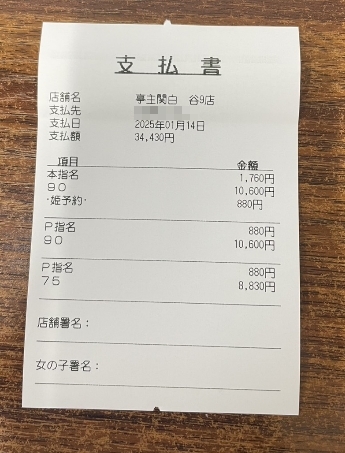 支払書
店舗名 亭主関白 谷9店
支払先
支払日 2025年01月14日
支払額 34,430円
項目 金額
本指名 1,760円
90 10,600円
・姫予約・ 880円
P指名 880円
90 10,600円
P指名 880円
75 8,830円
店舗署名：
女の子署名：